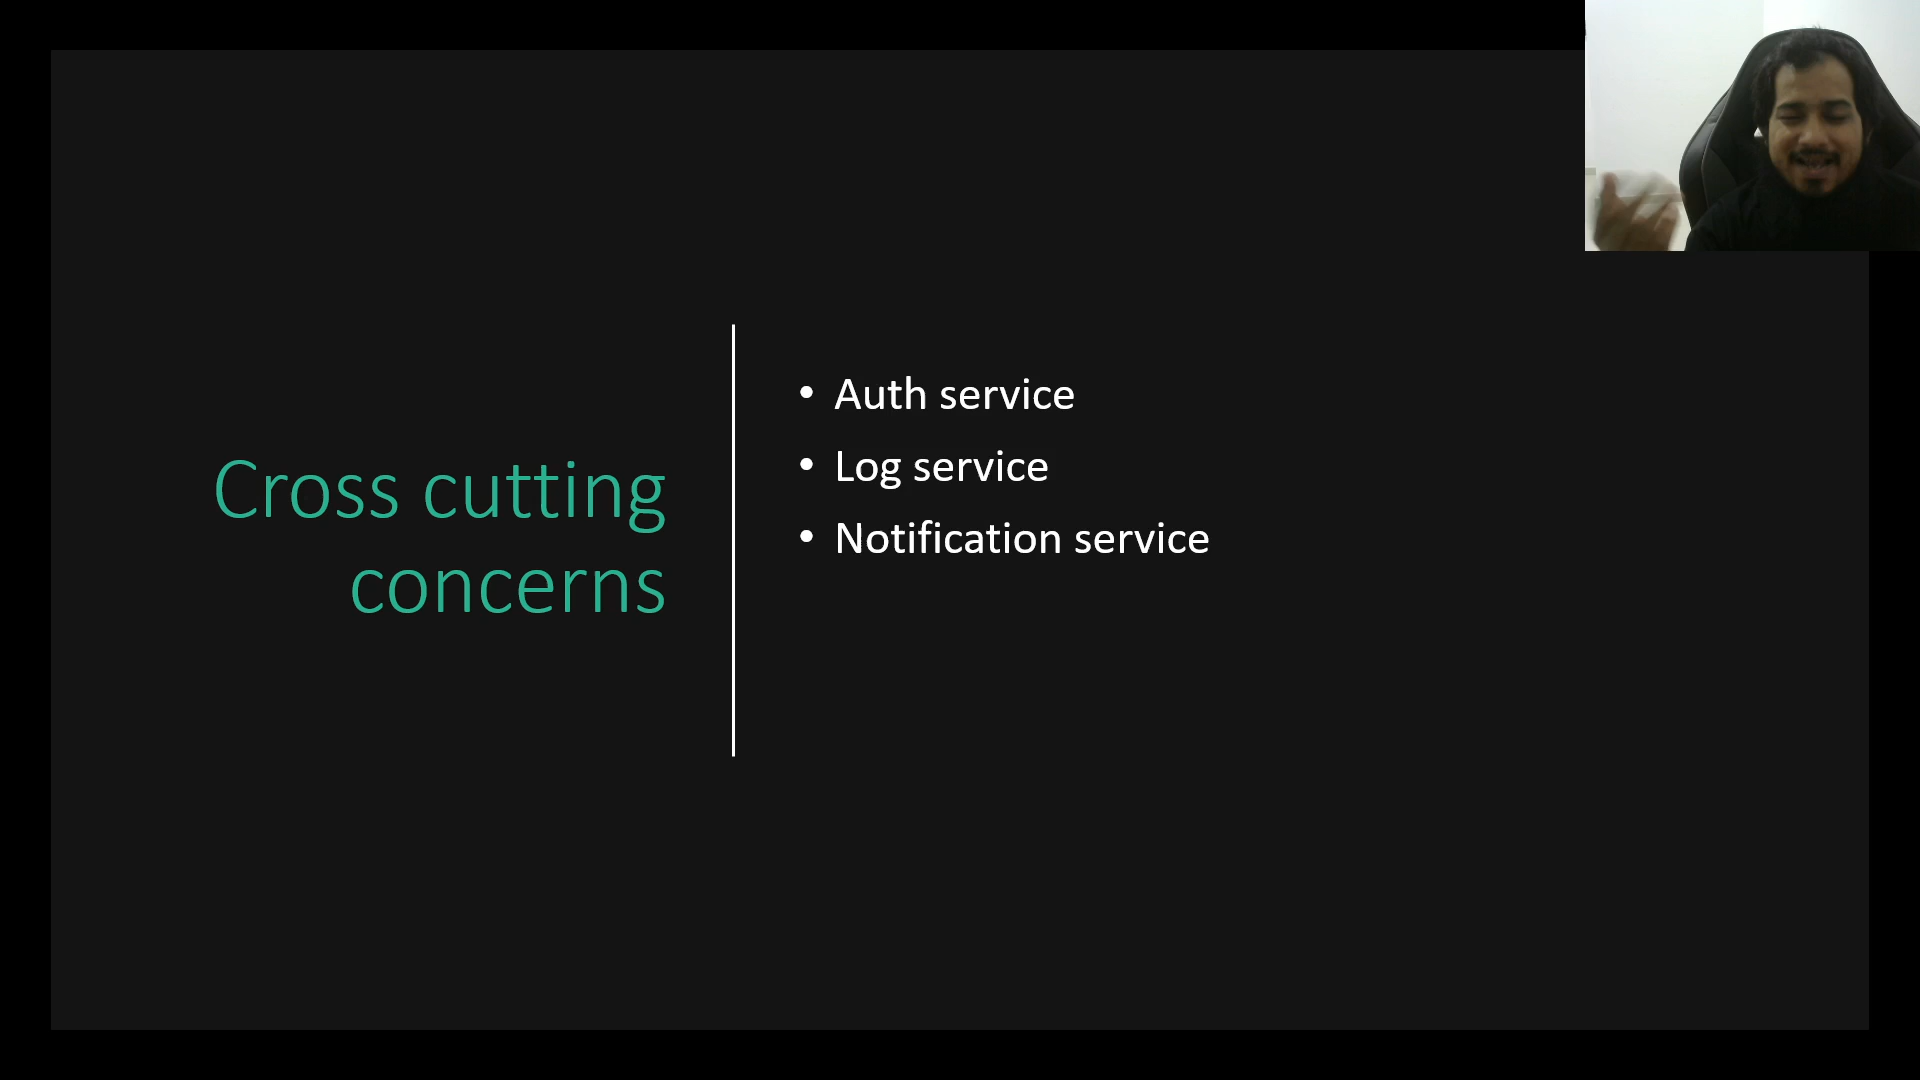 Cross cutting
concerns
• Auth service
• Log service
• Notification service